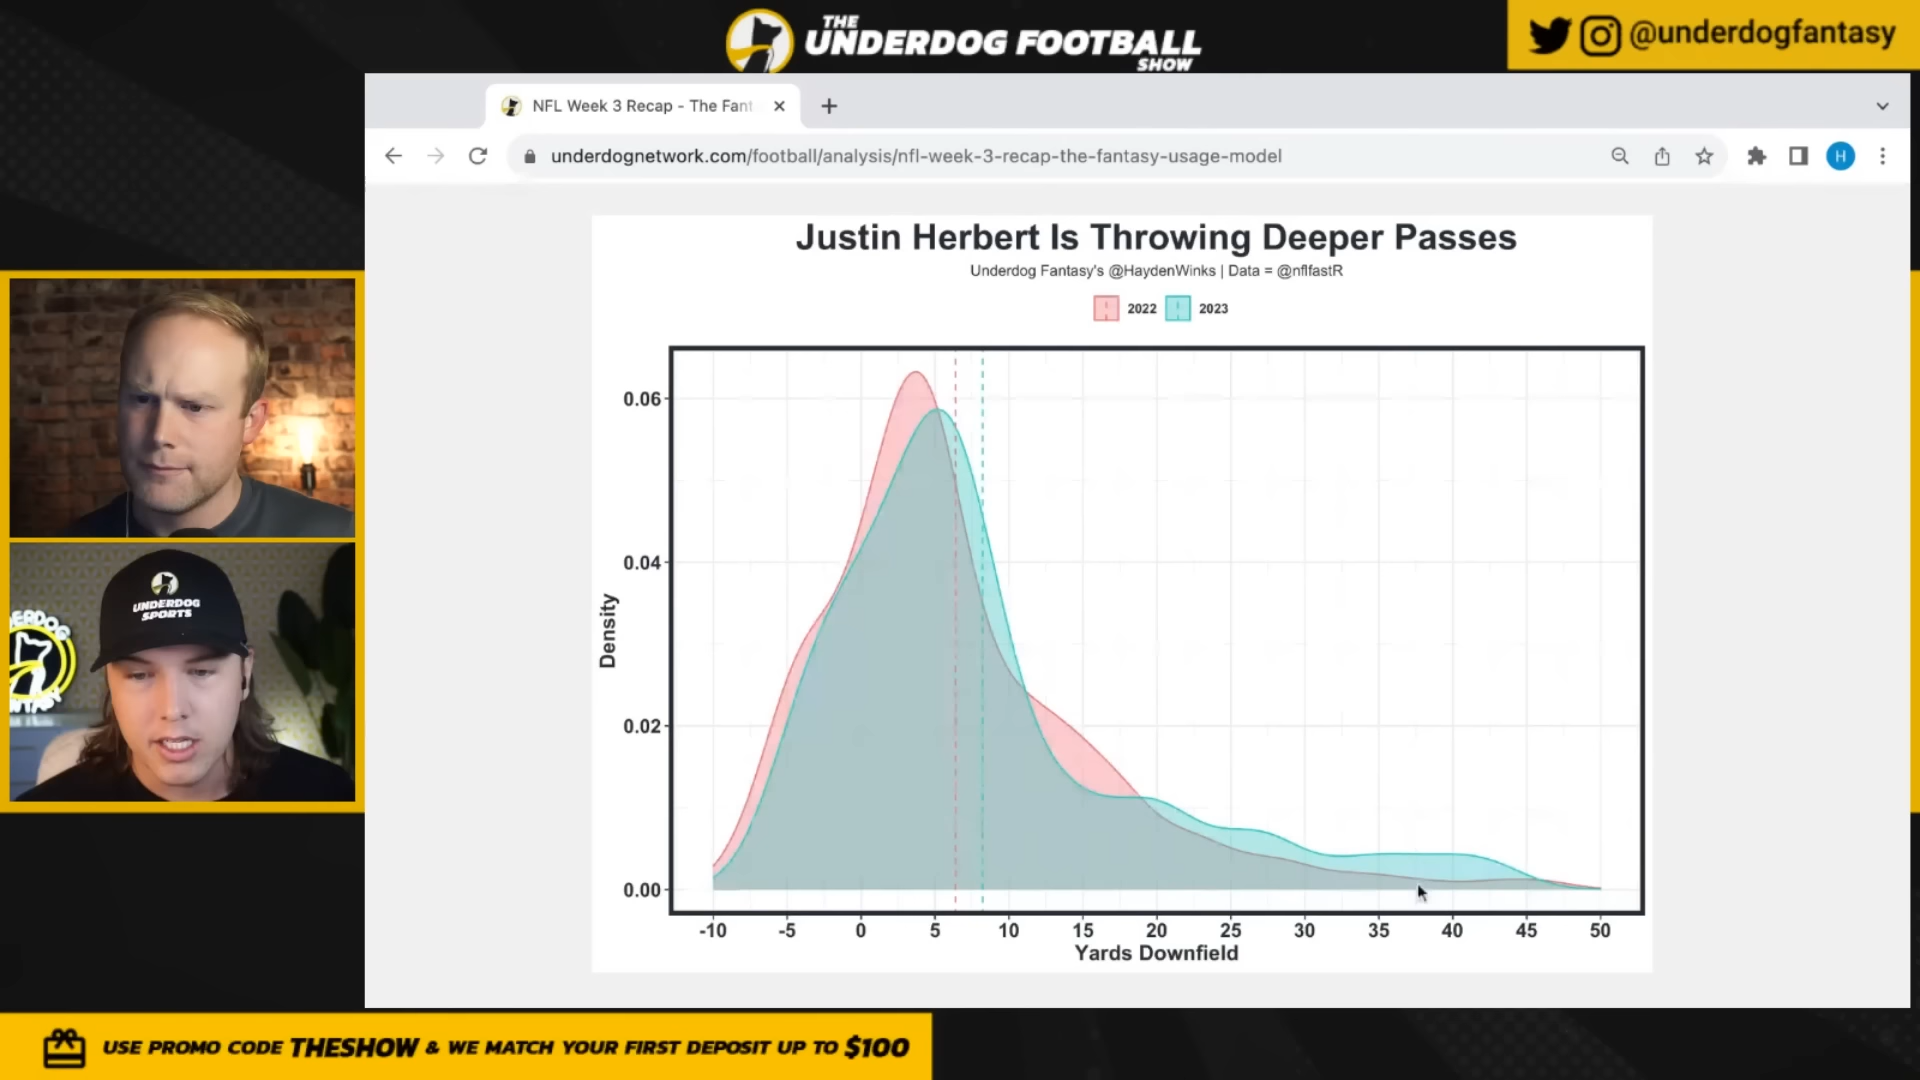 THE
UNDERDOG FOOTBALL
SHOW
@underdogfantasy
NFL Week 3 Recap - The Fant
underdognetwork.com/football/analysis/nfl-week-3-recap-the-fantasy-usage-model
H
Justin Herbert Is Throwing Deeper Passes
Underdog Fantasy's @HaydenWinks | Data = @nflfastR
2022 2023
0.06
0.04
0.02
0.00
Density
-10 -5 0 5 10 15 20 25 30 35 40 45 50
Yards Downfield
UNDERDOG
SPORTS
USE PROMO CODE THESHOW & WE MATCH YOUR FIRST DEPOSIT UP TO $100